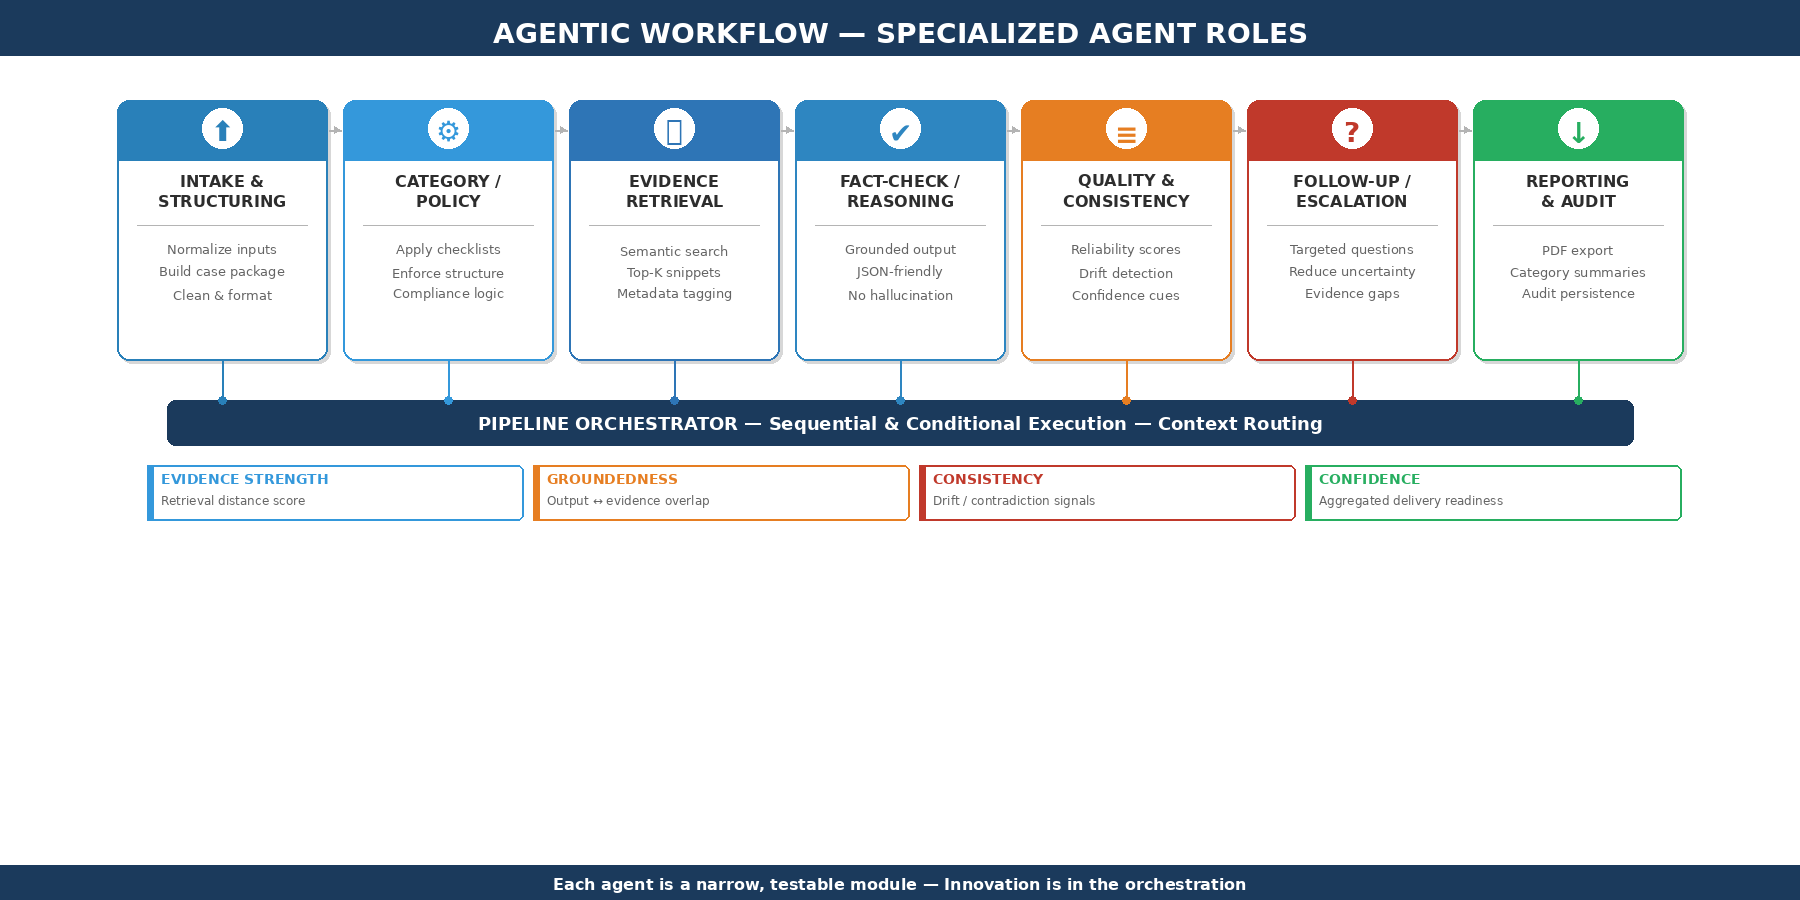 AGENTIC WORKFLOW — SPECIALIZED AGENT ROLES
INTAKE &
STRUCTURING
Normalize inputs
Build case package
Clean & format
CATEGORY /
POLICY
Apply checklists
Enforce structure
Compliance logic
EVIDENCE
RETRIEVAL
Semantic search
Top-K snippets
Metadata tagging
FACT-CHECK /
REASONING
Grounded output
JSON-friendly
No hallucination
QUALITY &
CONSISTENCY
Reliability scores
Drift detection
Confidence cues
?
FOLLOW-UP /
ESCALATION
Targeted questions
Reduce uncertainty
Evidence gaps
REPORTING
& AUDIT
PDF export
Category summaries
Audit persistence
PIPELINE ORCHESTRATOR — Sequential & Conditional Execution — Context Routing
EVIDENCE STRENGTH
Retrieval distance score
GROUNDEDNESS
Output ↔ evidence overlap
CONSISTENCY
Drift / contradiction signals
CONFIDENCE
Aggregated delivery readiness
Each agent is a narrow, testable module — Innovation is in the orchestration